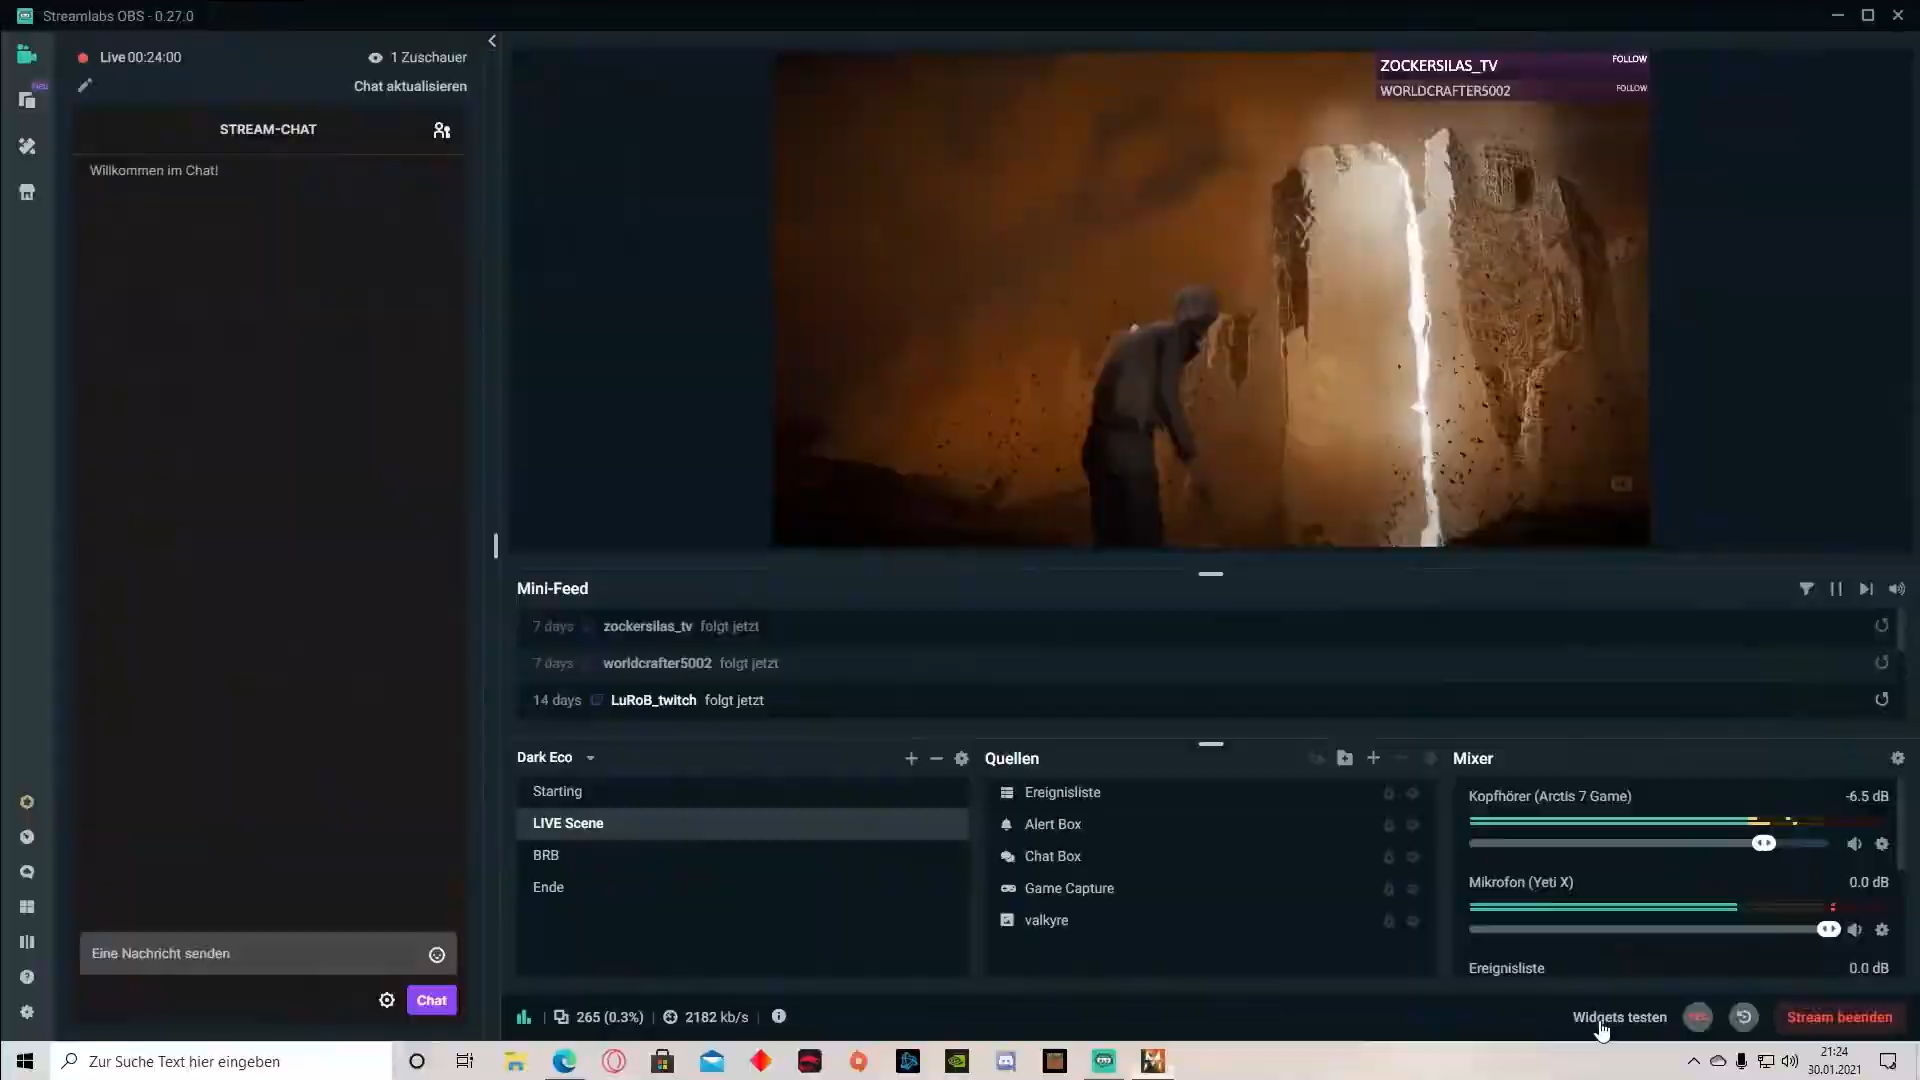 Streamlabs OBS - 0.27.0
Live 00:24:00
1 Zuschauer
Chat aktualisieren
Neu
STREAM-CHAT
Willkommen im Chat!
Eine Nachricht senden
Chat
ZOCKERSILAS_TV FOLLOW
WORLDCRAFTER5002 FOLLOW
Mini-Feed
7 days zockersilas_tv folgt jetzt
7 days worldcrafter5002 folgt jetzt
14 days LuRoB_twitch folgt jetzt
Dark Eco
Starting
LIVE Scene
BRB
Ende
Quellen
Ereignisliste
Alert Box
Chat Box
Game Capture
valkyre
Mixer
Kopfhörer (Arctis 7 Game) -6.5 dB
Mikrofon (Yeti X) 0.0 dB
Ereignisliste 0.0 dB
265 (0.3%)
2182 kb/s
Widgets testen
REC
Stream beenden
Zur Suche Text hier eingeben
21:24
30.01.2021